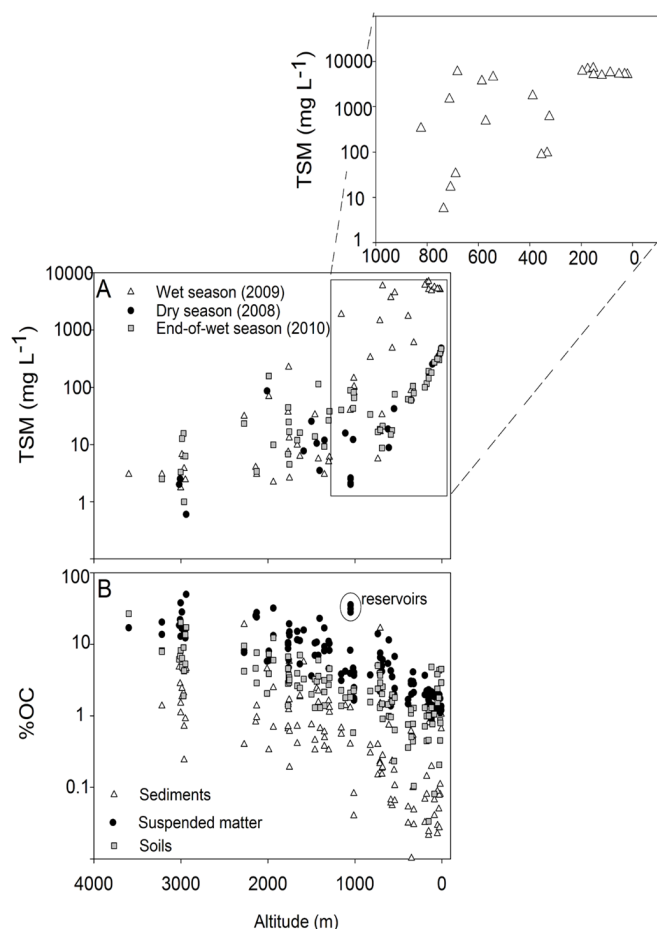 10000
1000
100
10
1
TSM (mg L⁻¹)
1000 800 600 400 200 0
10000
1000
100
10
1
TSM (mg L⁻¹)
A
Wet season (2009)
Dry season (2008)
End-of-wet season (2010)
B
reservoirs
100
10
1
0.1
%OC
Sediments
Suspended matter
Soils
4000 3000 2000 1000 0
Altitude (m)